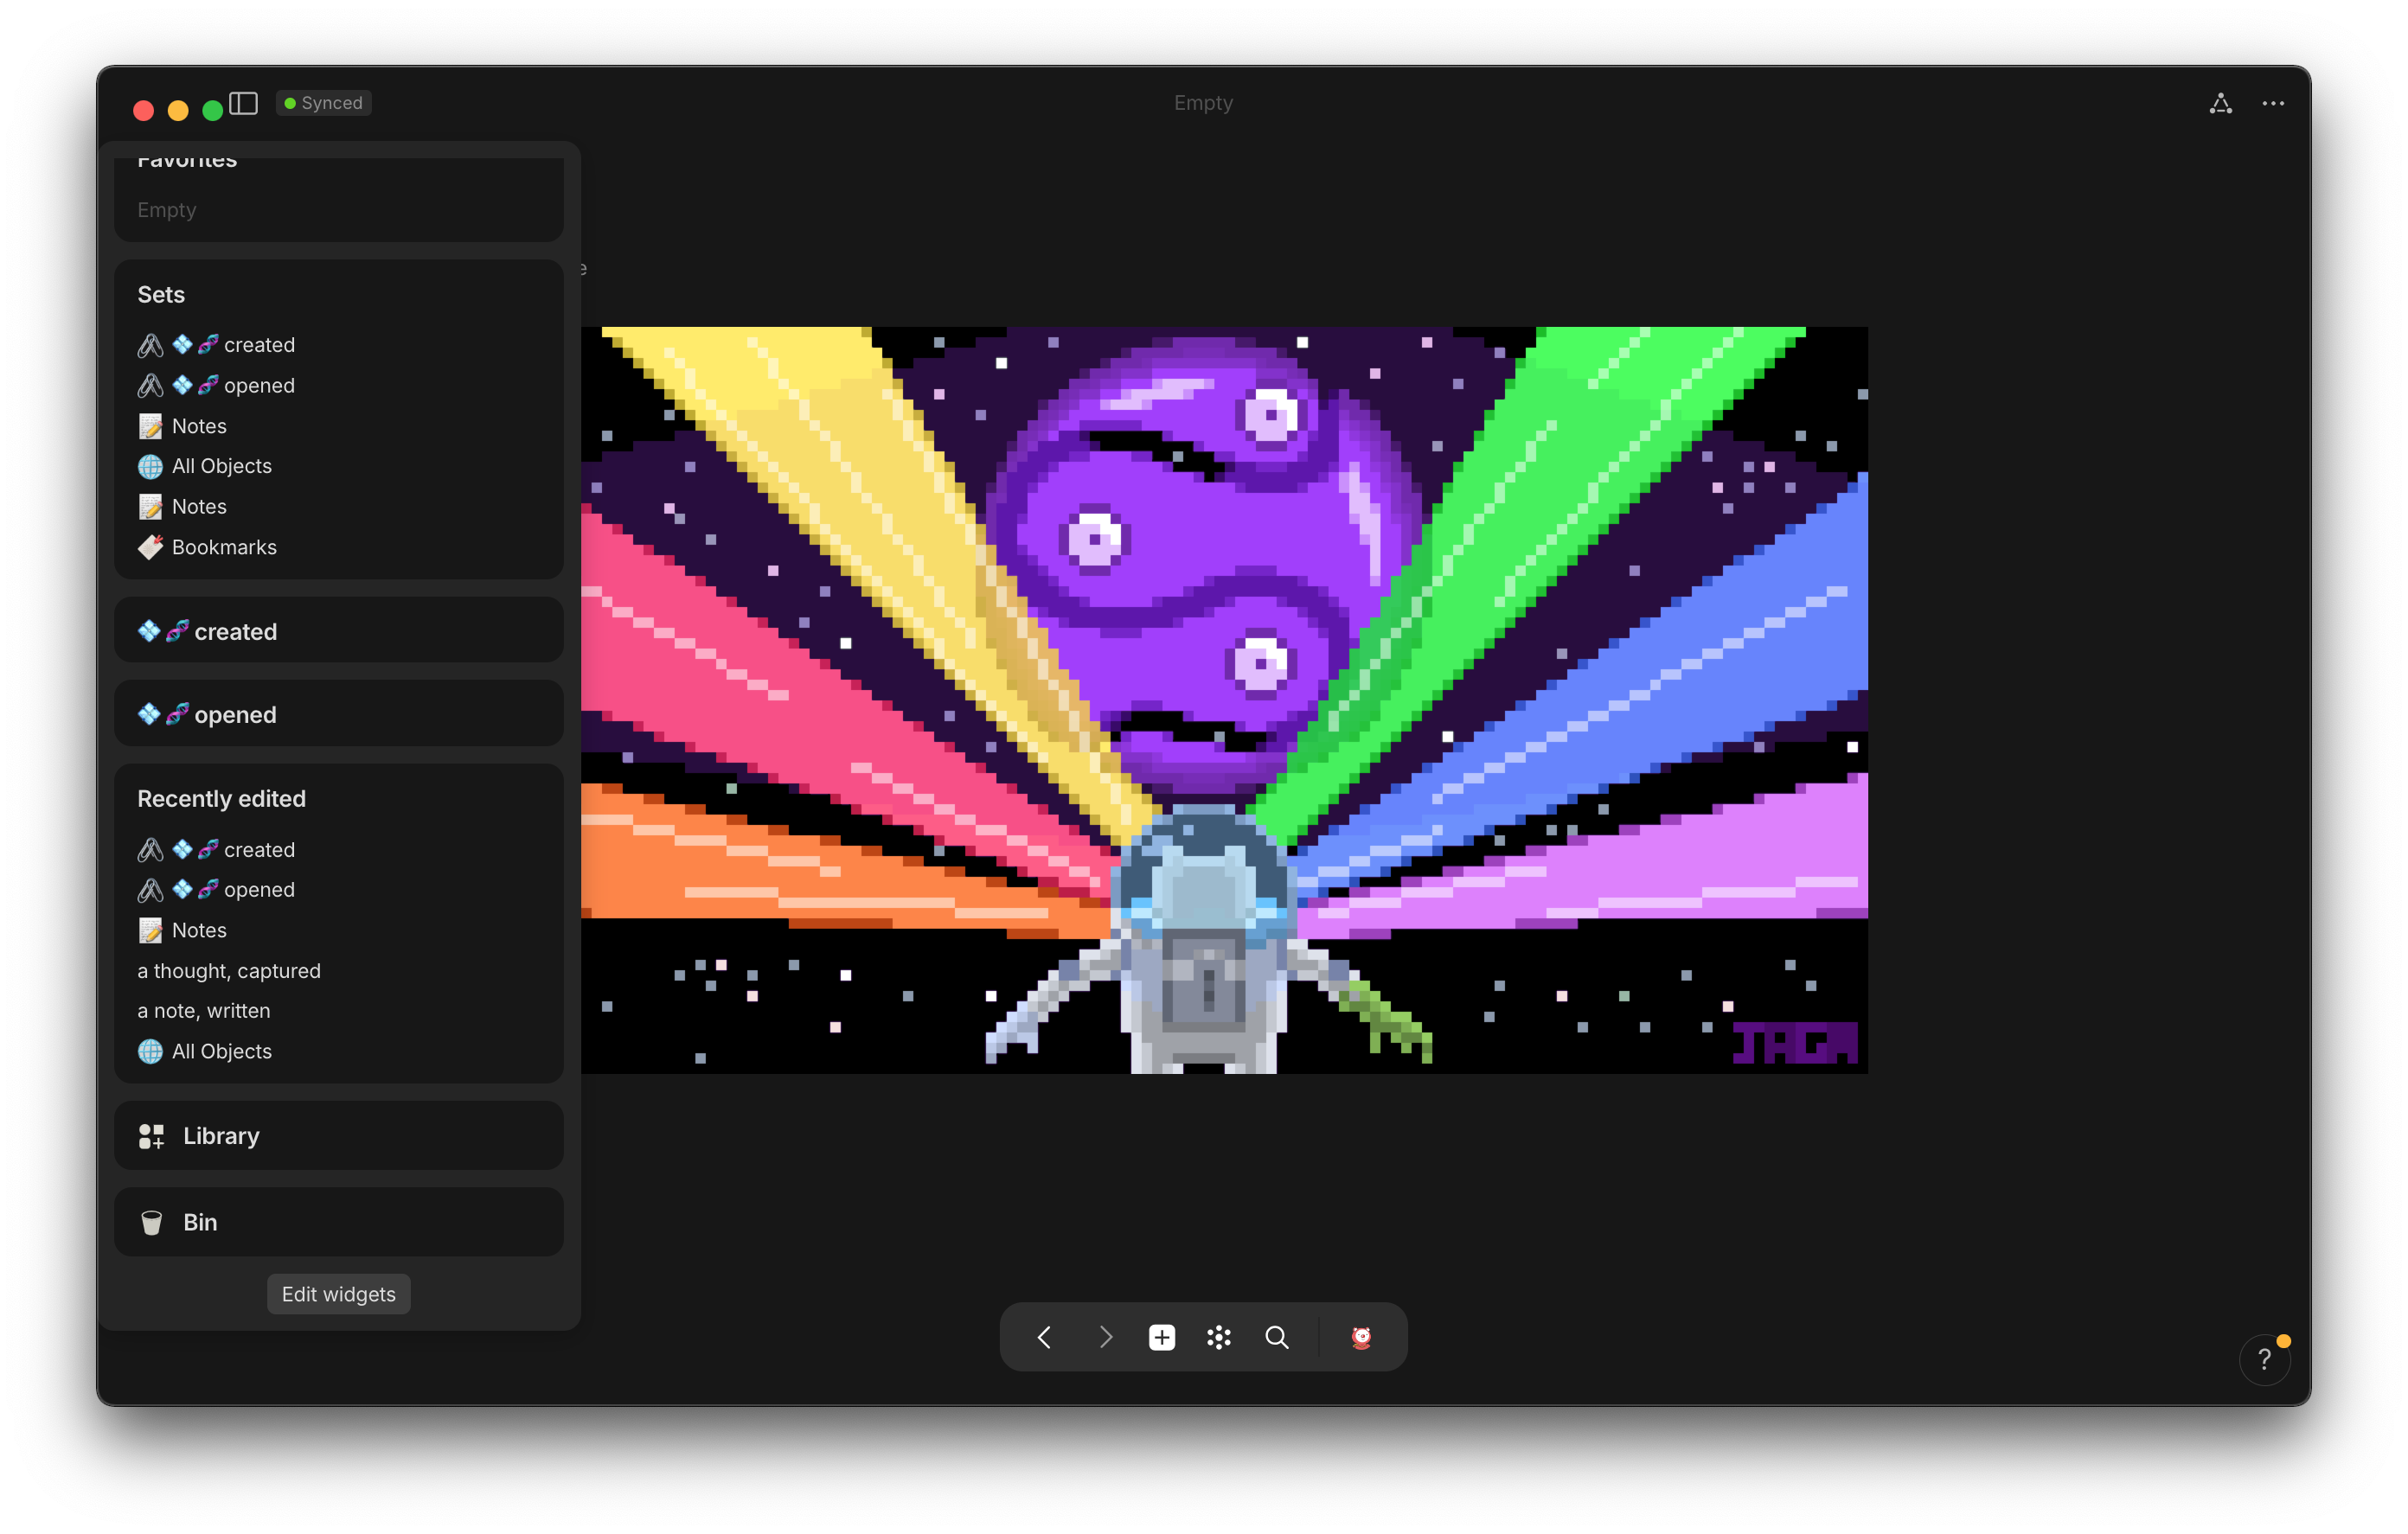 Synced
Empty
Favorites
Empty
e
Sets
created
opened
Notes
All Objects
Notes
Bookmarks
created
opened
Recently edited
created
opened
Notes
a thought, captured
a note, written
All Objects
Library
Bin
Edit widgets
JAGA
?